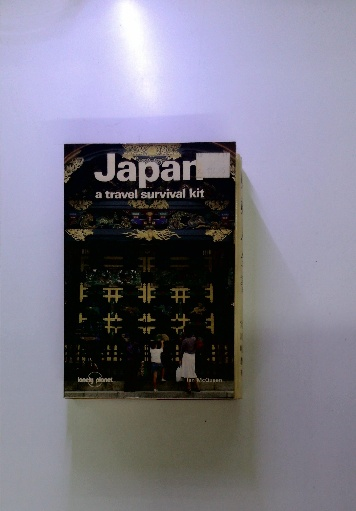 Japan
a travel survival kit
lonely planet
Ian McQueen